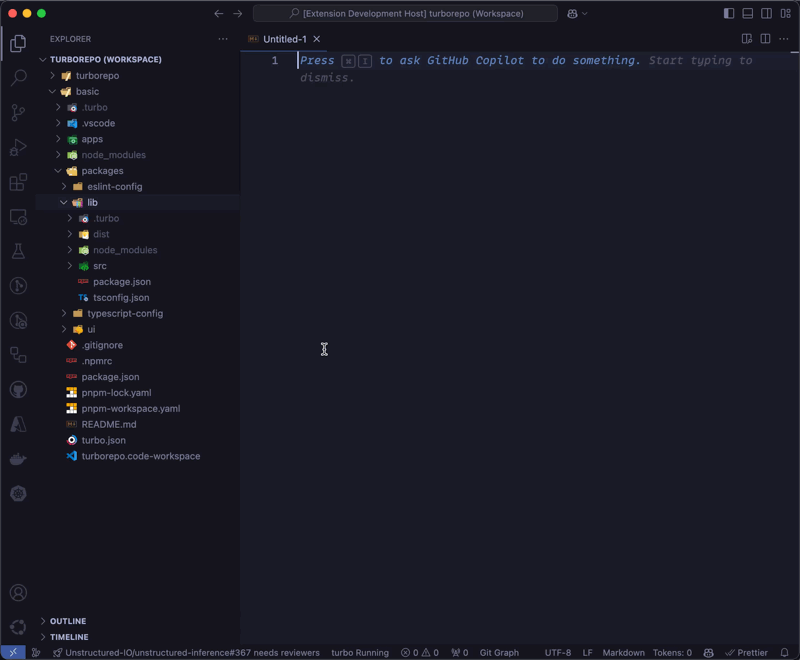 [Extension Development Host] turborepo (Workspace)
EXPLORER
Untitled-1
TURBOREPO (WORKSPACE)
turborepo
basic
.turbo
.vscode
apps
node_modules
packages
eslint-config
lib
.turbo
dist
node_modules
src
package.json
TS tsconfig.json
typescript-config
ui
.gitignore
.npmrc
package.json
pnpm-lock.yaml
pnpm-workspace.yaml
README.md
turbo.json
turborepo.code-workspace
OUTLINE
TIMELINE
1 Press ⌘ I to ask GitHub Copilot to do something. Start typing to
dismiss.
Unstructured-IO/unstructured-inference#367 needs reviewers turbo Running 0 0 0 Git Graph UTF-8 LF Markdown Tokens: 0 Prettier